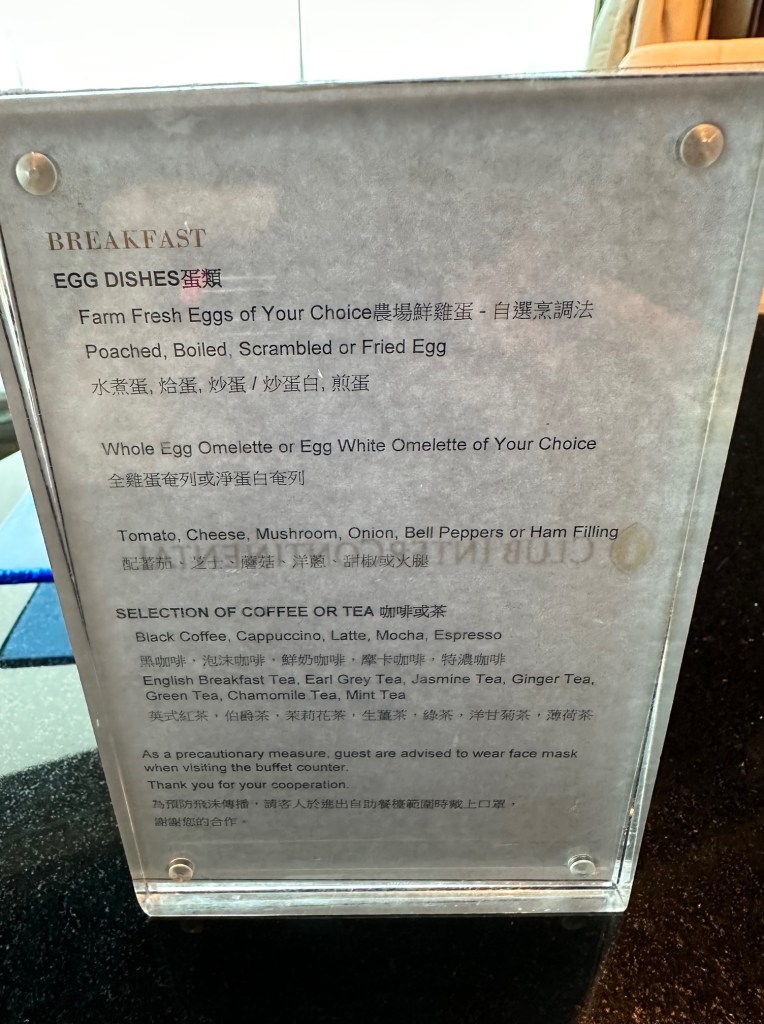 BREAKFAST
EGG DISHES蛋類
Farm Fresh Eggs of Your Choice農場鮮雞蛋 - 自選烹調法
Poached, Boiled, Scrambled or Fried Egg
水煮蛋, 烚蛋, 炒蛋 / 炒蛋白, 煎蛋
Whole Egg Omelette or Egg White Omelette of Your Choice
全雞蛋奄列或淨蛋白奄列
Tomato, Cheese, Mushroom, Onion, Bell Peppers or Ham Filling
配蕃茄、芝士、蘑菇、洋蔥、甜椒或火腿
CLUB INTERCONTINENTAL
SELECTION OF COFFEE OR TEA 咖啡或茶
Black Coffee, Cappuccino, Latte, Mocha, Espresso
黑咖啡，泡沫咖啡，鮮奶咖啡，摩卡咖啡，特濃咖啡
English Breakfast Tea, Earl Grey Tea, Jasmine Tea, Ginger Tea,
Green Tea, Chamomile Tea, Mint Tea
英式紅茶，伯爵茶，茉莉花茶，生薑茶，綠茶，洋甘菊茶，薄荷茶
As a precautionary measure, guest are advised to wear face mask
when visiting the buffet counter.
Thank you for your cooperation.
為預防飛沫傳播，請客人於進出自助餐檯範圍時戴上口罩，
謝謝您的合作。